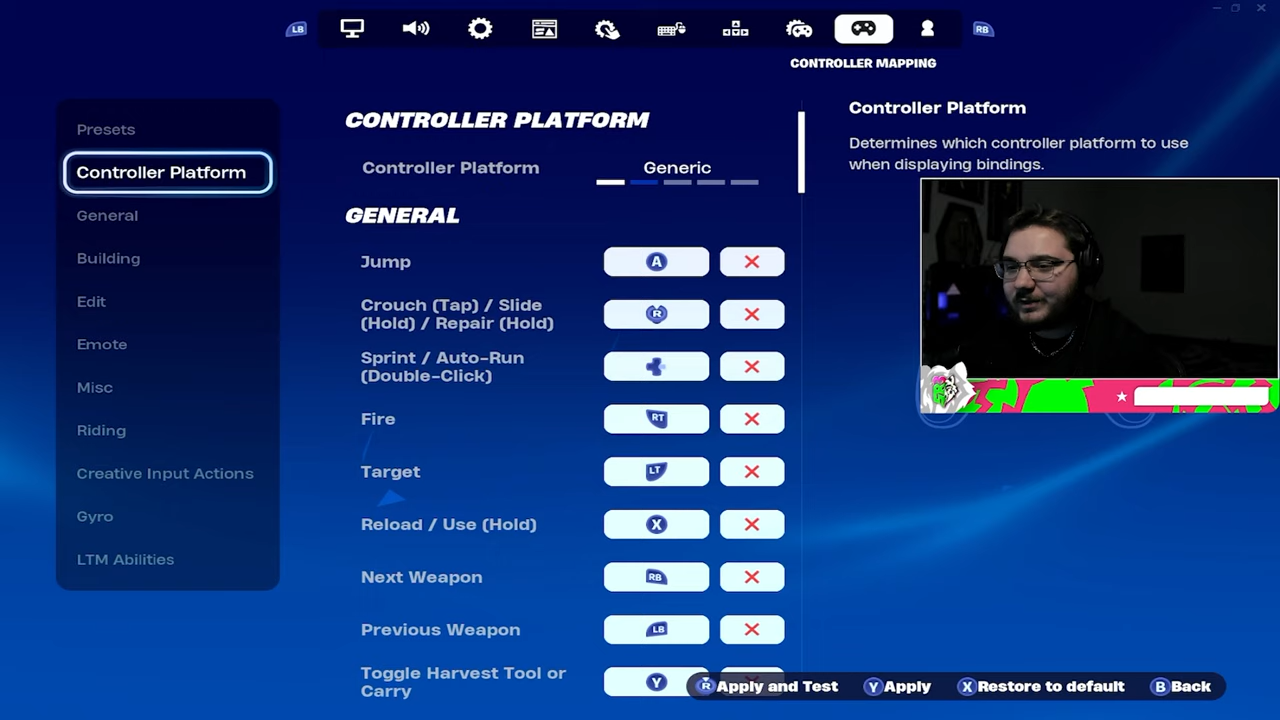 LB
RB
CONTROLLER MAPPING
Presets
Controller Platform
General
Building
Edit
Emote
Misc
Riding
Creative Input Actions
Gyro
LTM Abilities
CONTROLLER PLATFORM
Controller Platform
Generic
GENERAL
Jump
A
Crouch (Tap) / Slide
(Hold) / Repair (Hold)
R
Sprint / Auto-Run
(Double-Click)
Fire
RT
Target
LT
Reload / Use (Hold)
X
Next Weapon
RB
Previous Weapon
LB
Toggle Harvest Tool or
Carry
Y
Controller Platform
Determines which controller platform to use
when displaying bindings.
R Apply and Test
Y Apply
X Restore to default
B Back